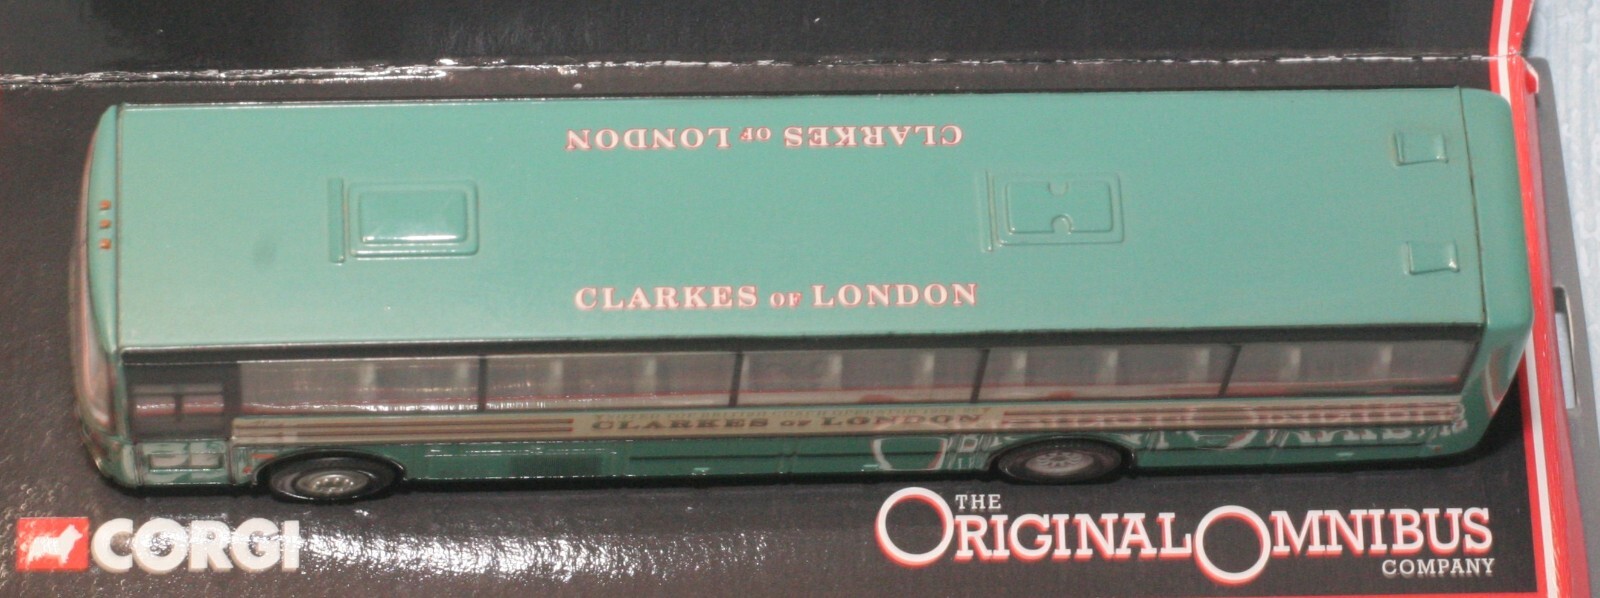 CLARKES OF LONDON
CLARKES OF LONDON
CLARKES OF LONDON
CORGI
THE
ORIGINAL OMNIBUS
COMPANY